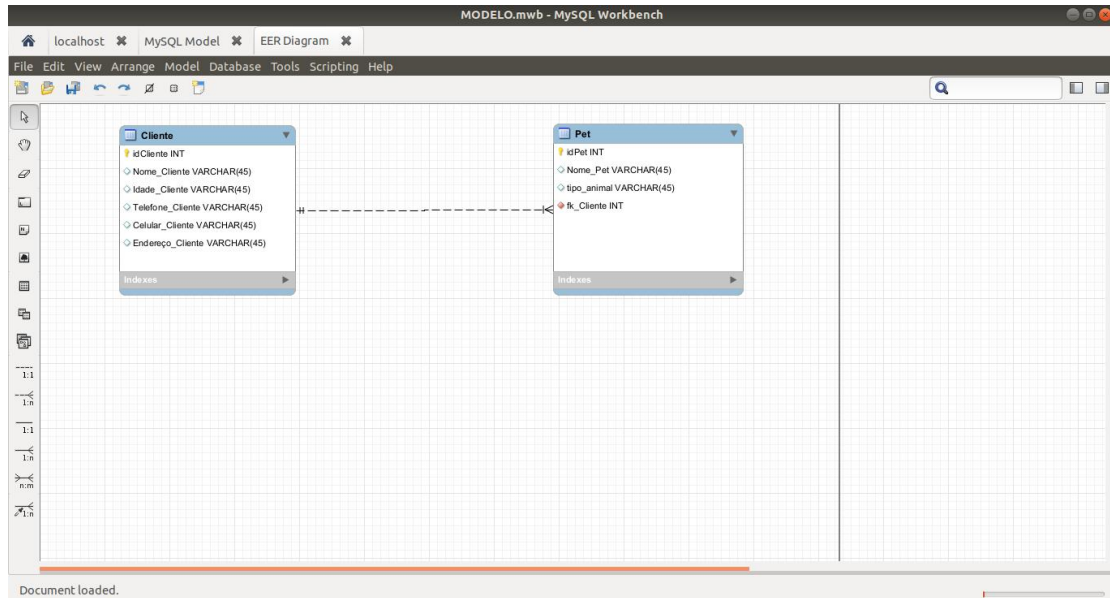 MODELO.mwb - MySQL Workbench
localhost MySQL Model EER Diagram
File Edit View Arrange Model Database Tools Scripting Help
Cliente
idCliente INT
Nome_Cliente VARCHAR(45)
Idade_Cliente VARCHAR(45)
Telefone_Cliente VARCHAR(45)
Celular_Cliente VARCHAR(45)
Endereço_Cliente VARCHAR(45)
Indexes
Pet
idPet INT
Nome_Pet VARCHAR(45)
tipo_animal VARCHAR(45)
fk_Cliente INT
Indexes
1:1
1:n
1:1
1:n
n:m
1:n
Document loaded.